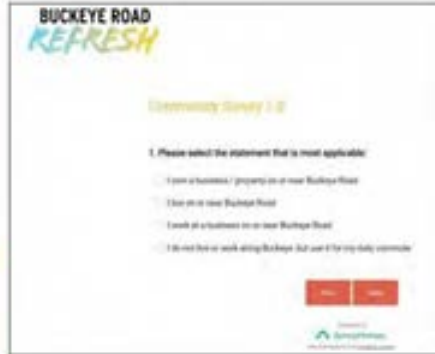 BUCKEYE ROAD
REFRESH
Community Survey 1.0
1. Please select the statement that is most applicable:
I own a business / property on or near Buckeye Road
I live on or near Buckeye Road
I work at a business on or near Buckeye Road
I do not live or work along Buckeye, but use it for my daily commute
Prev
SurveyMonkey